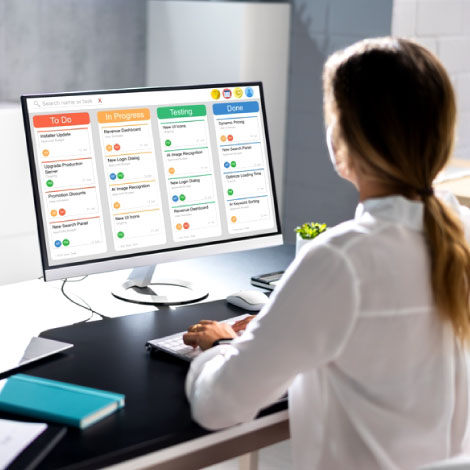 Search name or task X
To Do
Installer Update
Upgrade Production
Server
Promotion Discounts
New Search Panel
In Progress
Revenue Dashboard
New Login Dialog
AI Image Recognition
New UI Icons
Testing
New UI Icons
AI Image Recognition
New Login Dialog
Revenue Dashboard
Done
Dynamic Pricing
New Search Panel
Optimize Loading Time
AI Keyword Sorting